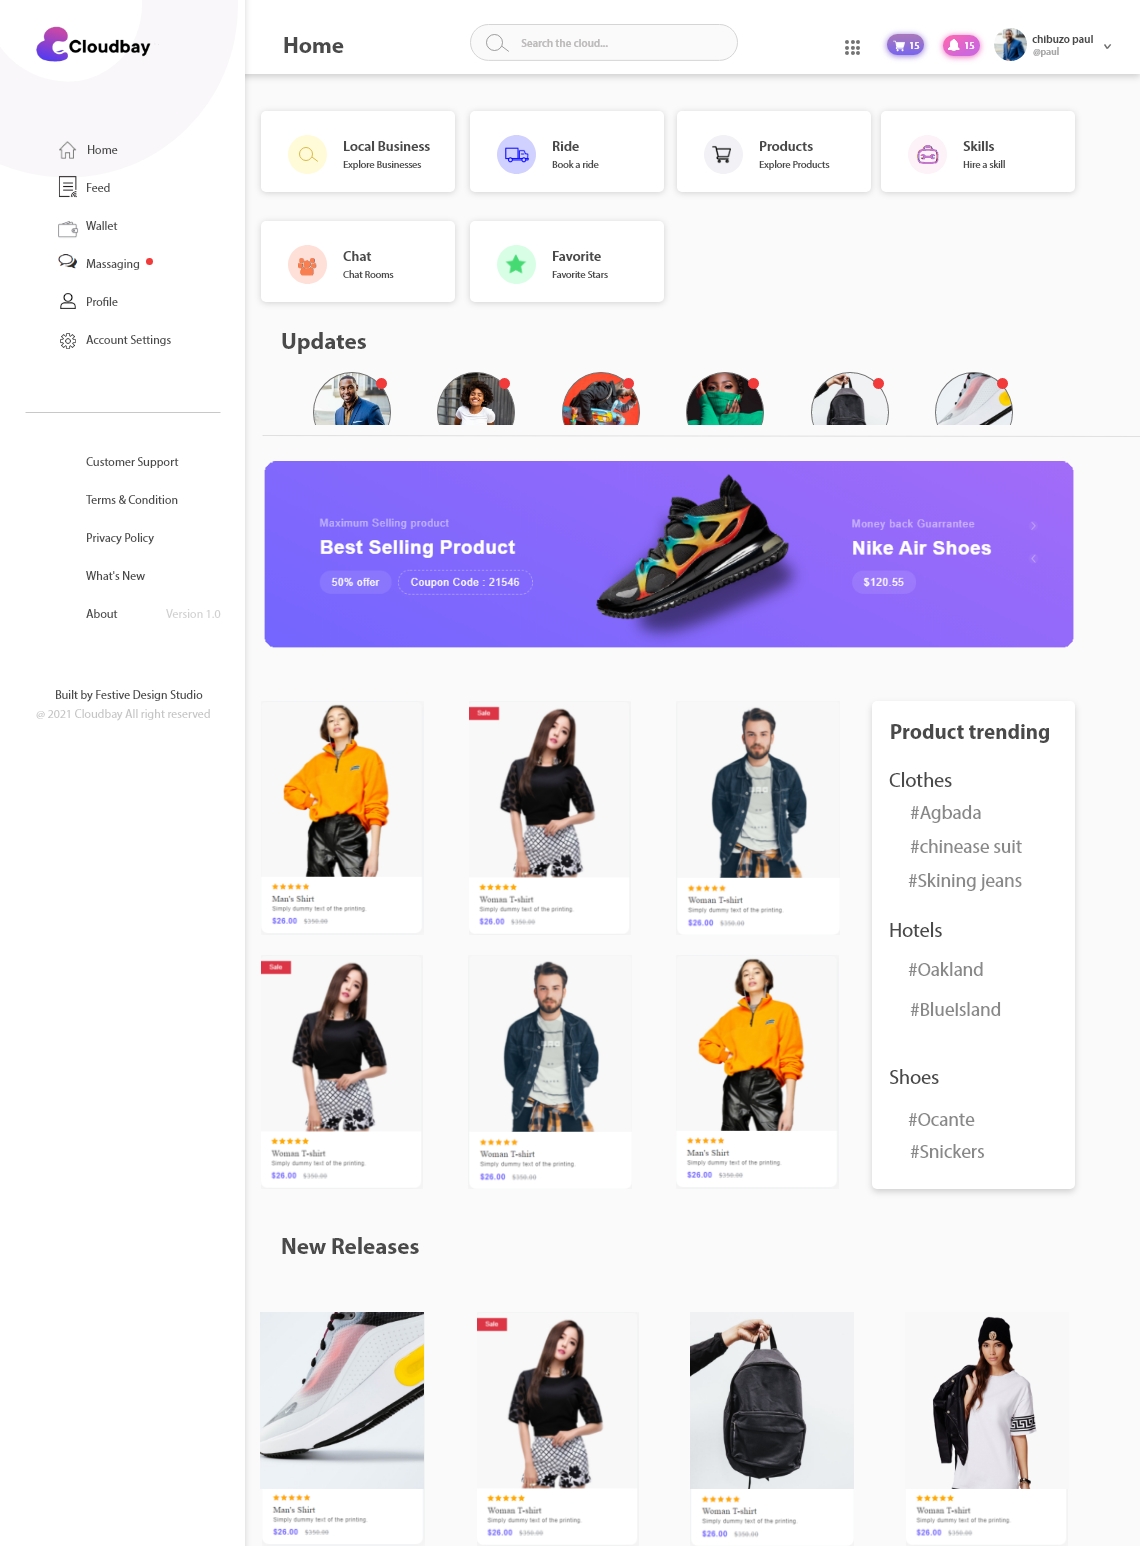 Cloudbay
Home
Search the cloud...
15
15
chibuzo paul
@paul
Home
Feed
Wallet
Massaging
Profile
Account Settings
Customer Support
Terms & Condition
Privacy Policy
What's New
About
Version 1.0
Built by Festive Design Studio
@ 2021 Cloudbay All right reserved
Local Business
Explore Businesses
Ride
Book a ride
Products
Explore Products
Skills
Hire a skill
Chat
Chat Rooms
Favorite
Favorite Stars
Updates
Maximum Selling product
Best Selling Product
50% offer
Coupon Code : 21546
Money back Guarrantee
Nike Air Shoes
$120.55
Man's Shirt
Simply dummy text of the printing.
$26.00 $350.00
Sale
Woman T-shirt
Simply dummy text of the printing.
$26.00 $350.00
Woman T-shirt
Simply dummy text of the printing.
$26.00 $350.00
Sale
Woman T-shirt
Simply dummy text of the printing.
$26.00 $350.00
Woman T-shirt
Simply dummy text of the printing.
$26.00 $350.00
Man's Shirt
Simply dummy text of the printing.
$26.00 $350.00
Product trending
Clothes
#Agbada
#chinease suit
#Skining jeans
Hotels
#Oakland
#BlueIsland
Shoes
#Ocante
#Snickers
New Releases
Man's Shirt
Simply dummy text of the printing.
$26.00 $350.00
Sale
Woman T-shirt
Simply dummy text of the printing.
$26.00 $350.00
Woman T-shirt
Simply dummy text of the printing.
$26.00 $350.00
Woman T-shirt
Simply dummy text of the printing.
$26.00 $350.00